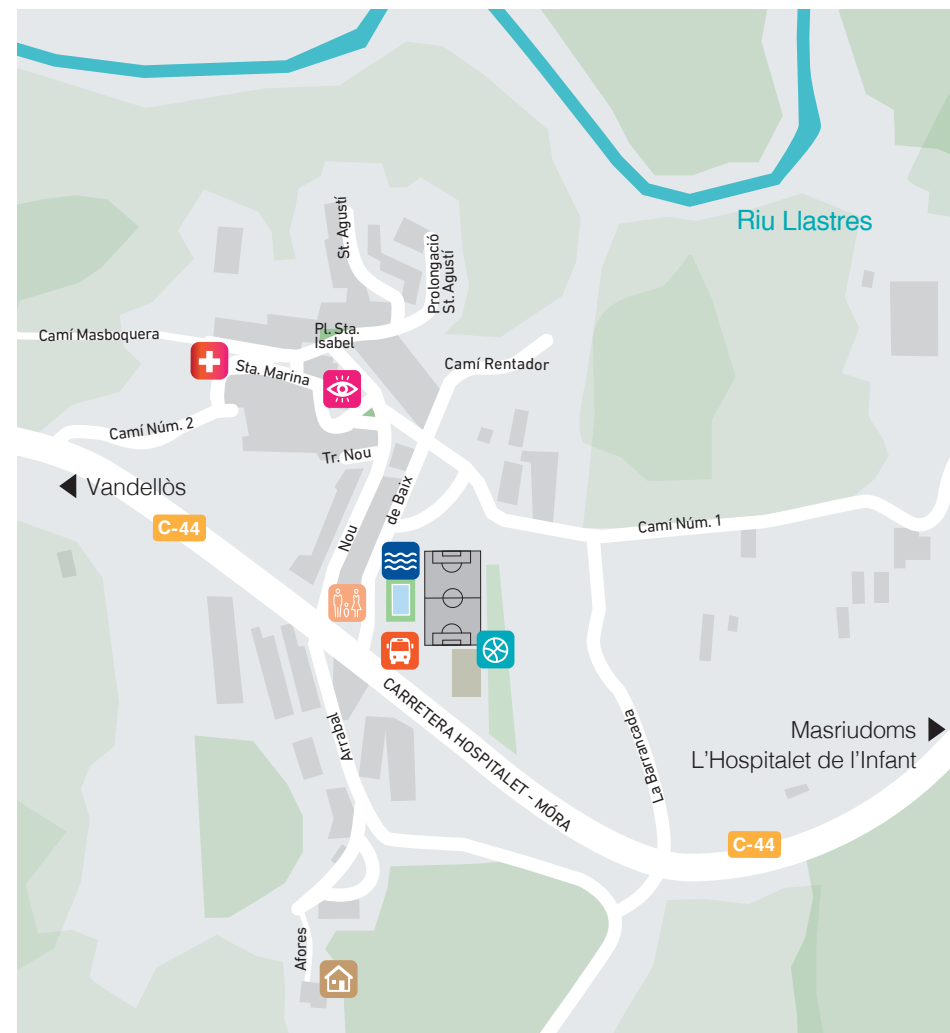 Riu Llastres
St. Agustí
Prolongació
St. Agustí
Camí Masboquera
Pl. Sta.
Isabel
Sta. Marina
Camí Rentador
Camí Núm. 2
Tr. Nou
Vandellòs
de Baix
C-44
Nou
Camí Núm. 1
CARRETERA HOSPITALET - MÓRA
Arrabal
La Barrancada
Masriudoms
L'Hospitalet de l'Infant
C-44
Afores